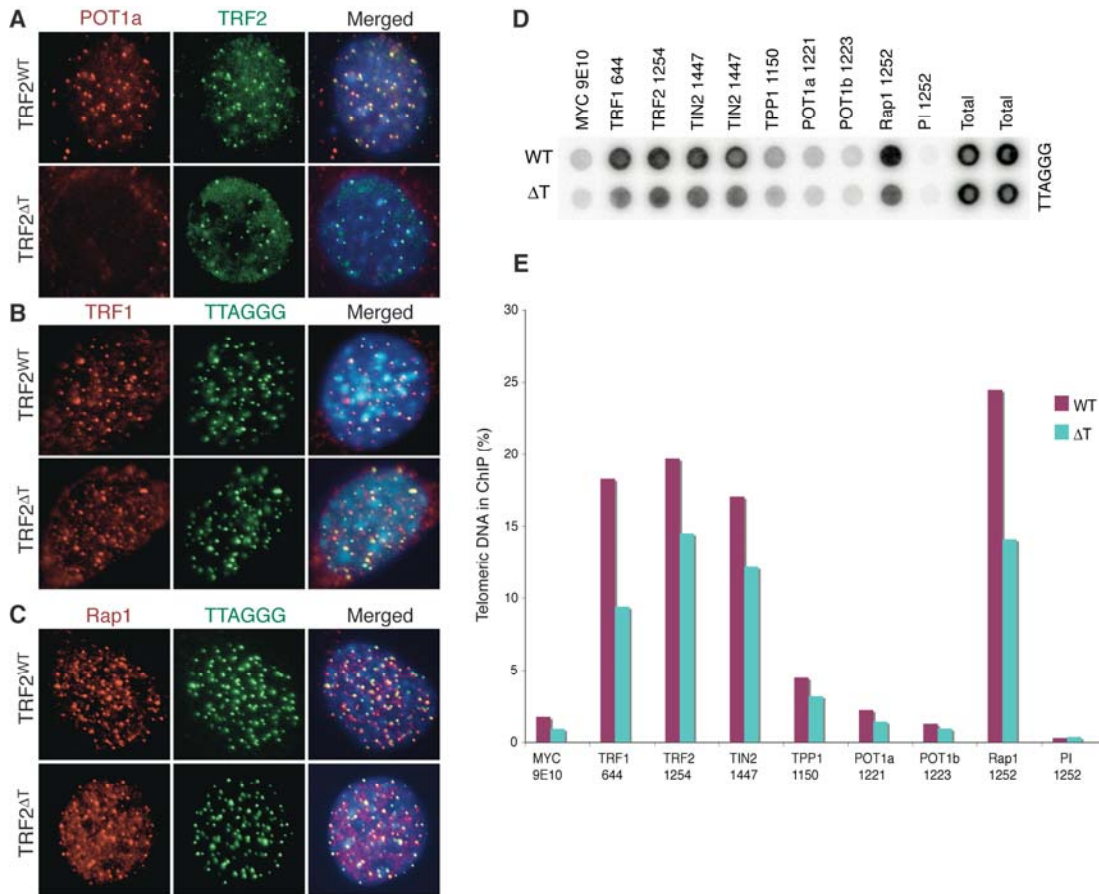 A
POT1a TRF2 Merged
TRF2WT
TRF2ΔT
B
TRF1 TTAGGG Merged
TRF2WT
TRF2ΔT
C
Rap1 TTAGGG Merged
TRF2WT
TRF2ΔT
D
MYC 9E10
TRF1 644
TRF2 1254
TIN2 1447
TIN2 1447
TPP1 1150
POT1a 1221
POT1b 1223
Rap1 1252
PI 1252
Total
Total
WT
ΔT
TTAGGG
E
Telomeric DNA in ChIP (%)
30
25
20
15
10
5
0
WT
ΔT
MYC TRF1 TRF2 TIN2 TPP1 POT1a POT1b Rap1 PI
9E10 644 1254 1447 1150 1221 1223 1252 1252